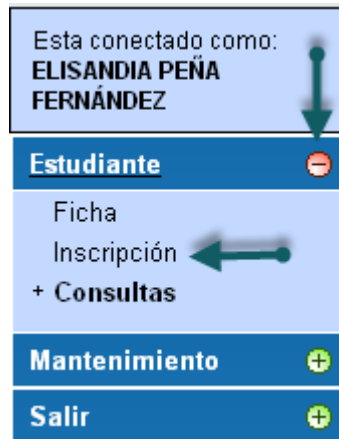 Esta conectado como:
ELISANDIA PEÑA
FERNÁNDEZ
Estudiante
Ficha
Inscripción
+ Consultas
Mantenimiento
Salir